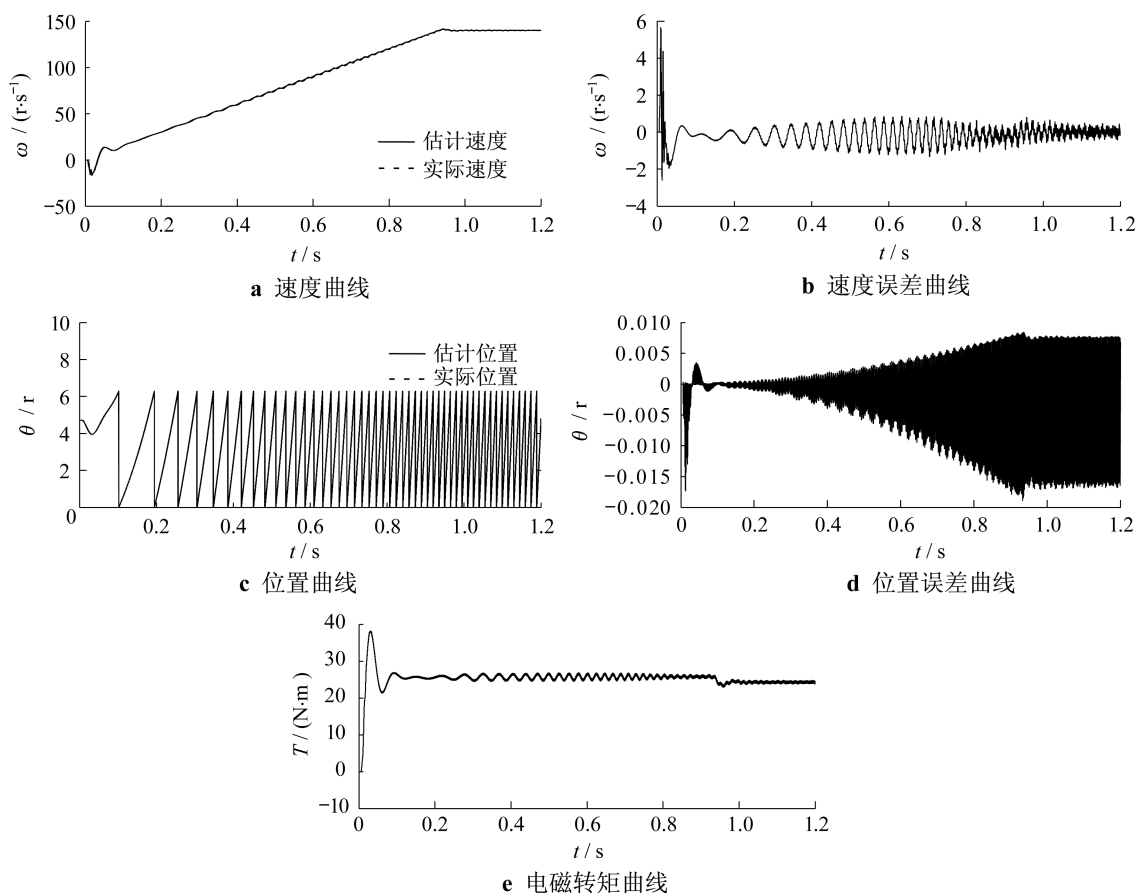 150
100
50
0
−50
ω / (r·s⁻¹)
估计速度
实际速度
0 0.2 0.4 0.6 0.8 1.0 1.2
t / s
a 速度曲线
6
4
2
0
−2
−4
ω / (r·s⁻¹)
0 0.2 0.4 0.6 0.8 1.0 1.2
t / s
b 速度误差曲线
10
8
6
4
2
0
θ / r
估计位置
实际位置
0.2 0.4 0.6 0.8 1.0 1.2
t / s
c 位置曲线
0.010
0.005
0
−0.005
−0.010
−0.015
−0.020
θ / r
0 0.2 0.4 0.6 0.8 1.0 1.2
t / s
d 位置误差曲线
40
30
20
10
0
−10
T / (N·m)
0 0.2 0.4 0.6 0.8 1.0 1.2
t / s
e 电磁转矩曲线